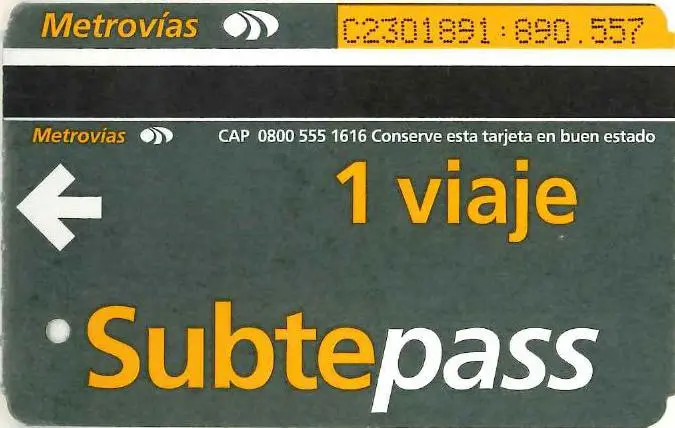 Metrovías C2301891:890.557
Metrovías CAP 0800 555 1616 Conserve esta tarjeta en buen estado
1 viaje
Subtepass